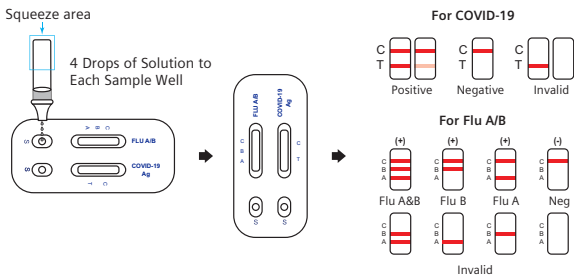 Squeeze area
4 Drops of Solution to
Each Sample Well
S
C B A
FLU A/B
S
C T
COVID-19
Ag
FLU A/B
COVID-19
Ag
C
B
A
C
T
S
S
For COVID-19
C
T
Positive
Negative
Invalid
For Flu A/B
(+)
(+)
(+)
(-)
C
B
A
C
B
A
C
B
A
C
B
A
Flu A&B
Flu B
Flu A
Neg
C
B
A
C
B
A
C
B
A
C
B
A
Invalid